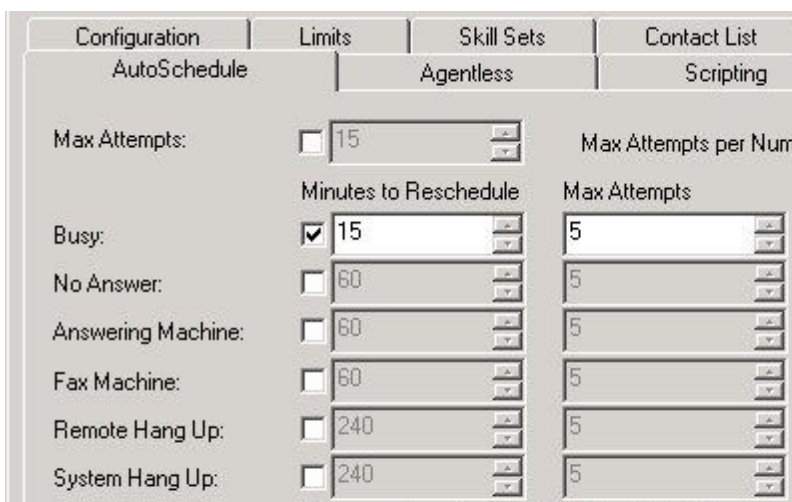 Configuration Limits Skill Sets Contact List
AutoSchedule Agentless Scripting
Max Attempts: 15 Max Attempts per Num
Minutes to Reschedule Max Attempts
Busy: 15 5
No Answer: 60 5
Answering Machine: 60 5
Fax Machine: 60 5
Remote Hang Up: 240 5
System Hang Up: 240 5